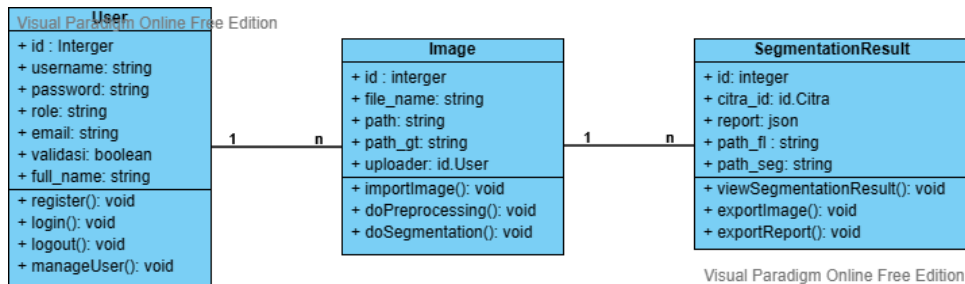 User
Visual Paradigm Online Free Edition
+ id : Interger
+ username: string
+ password: string
+ role: string
+ email: string
+ validasi: boolean
+ full_name: string
+ register(): void
+ login(): void
+ logout(): void
+ manageUser(): void
1
n
Image
+ id : interger
+ file_name: string
+ path: string
+ path_gt: string
+ uploader: id.User
+ importImage(): void
+ doPreprocessing(): void
+ doSegmentation(): void
1
n
SegmentationResult
+ id: integer
+ citra_id: id.Citra
+ report: json
+ path_fl : string
+ path_seg: string
+ viewSegmentationResult(): void
+ exportImage(): void
+ exportReport(): void
Visual Paradigm Online Free Edition